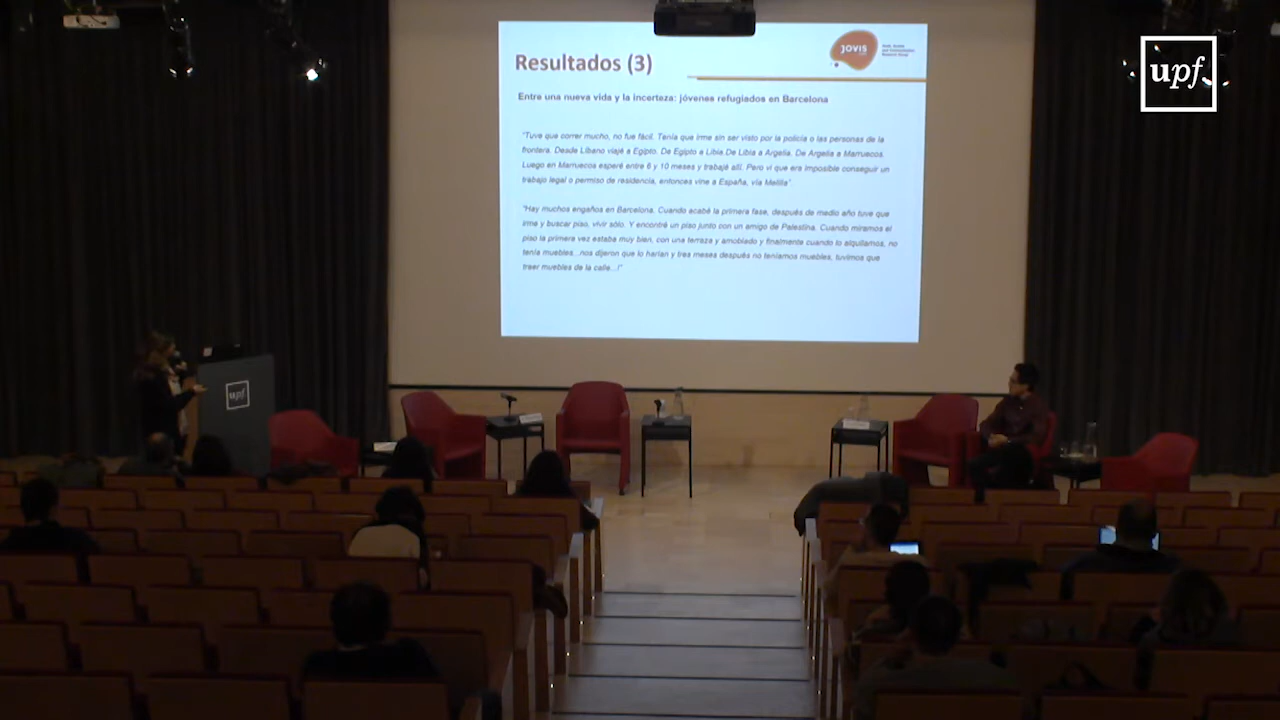 JOVIS
upf.
Resultados (3)
Entre una nueva vida y la incerteza: jóvenes refugiados en Barcelona
"Tuve que correr mucho, no fue fácil. Tenía que irme sin ser visto por la policía o las personas de la
frontera. Desde Líbano viajé a Egipto. De Egipto a Libia.De Libia a Argelia. De Argelia a Marruecos.
Luego en Marruecos esperé entre 6 y 10 meses y trabajé allí. Pero vi que era imposible conseguir un
trabajo legal o permiso de residencia, entonces vine a España, vía Melilla".
"Hay muchos engaños en Barcelona. Cuando acabé la primera fase, después de medio año tuve que
irme y buscar piso, vivir sólo. Y encontré un piso junto con un amigo de Palestina. Cuando miramos el
piso la primera vez estaba muy bien, con una terraza y amoblado y finalmente cuando lo alquilamos, no
tenía muebles...nos dijeron que lo harían y tres meses después no teníamos muebles, tuvimos que
traer muebles de la calle...!"
upf.